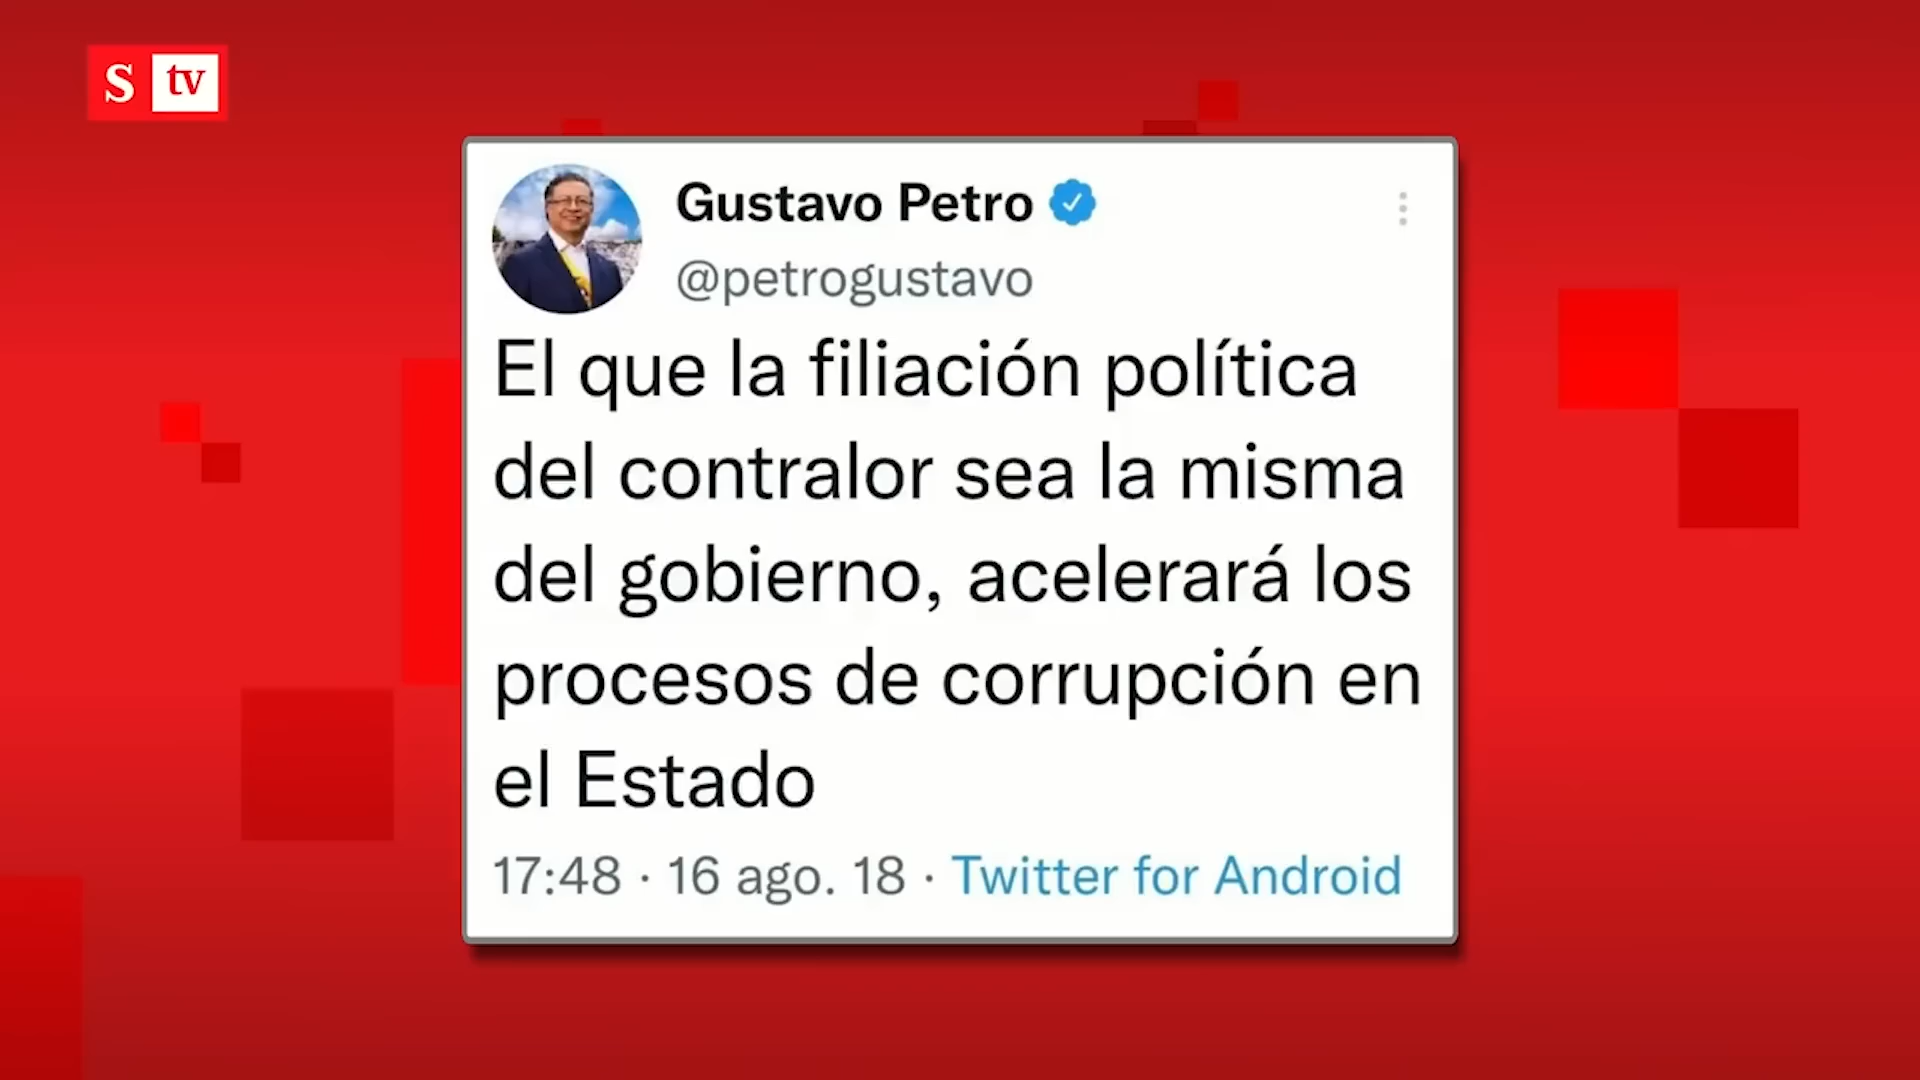 S tv
Gustavo Petro
@petrogustavo
El que la filiación política
del contralor sea la misma
del gobierno, acelerará los
procesos de corrupción en
el Estado
17:48 · 16 ago. 18 · Twitter for Android